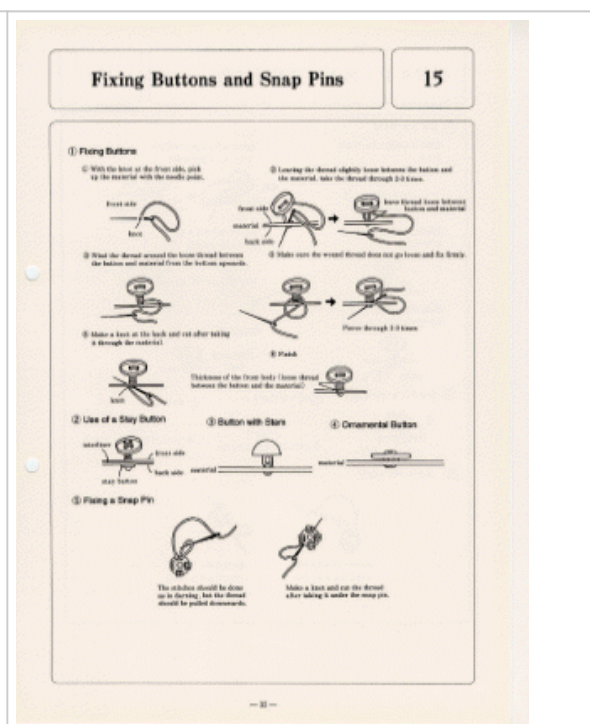 Fixing Buttons and Snap Pins
15
① Fixing Buttons
① With the knot at the front side, pick
up the material with the needle point.
front side
knot
② Leaving the thread slightly loose between the button and
the material, take the thread through 2-3 times.
front side
material
back side
leave thread loose between
button and material
③ Wind the thread around the loose thread between
the button and material from the bottom upwards.
④ Make sure the wound thread does not go loose and fix firmly.
Pierce through 2-3 times
⑤ Make a knot at the back and cut after taking
it through the material.
knot
⑥ Finish
Thickness of the front body (loose thread
between the button and the material)
② Use of a Stay Button
interliner
front side
back side
stay button
③ Button with Stem
material
④ Ornamental Button
material
⑤ Fixing a Snap Pin
The stitches should be done
as in darning, but the thread
should be pulled downwards.
Make a knot and cut the thread
after taking it under the snap pin.